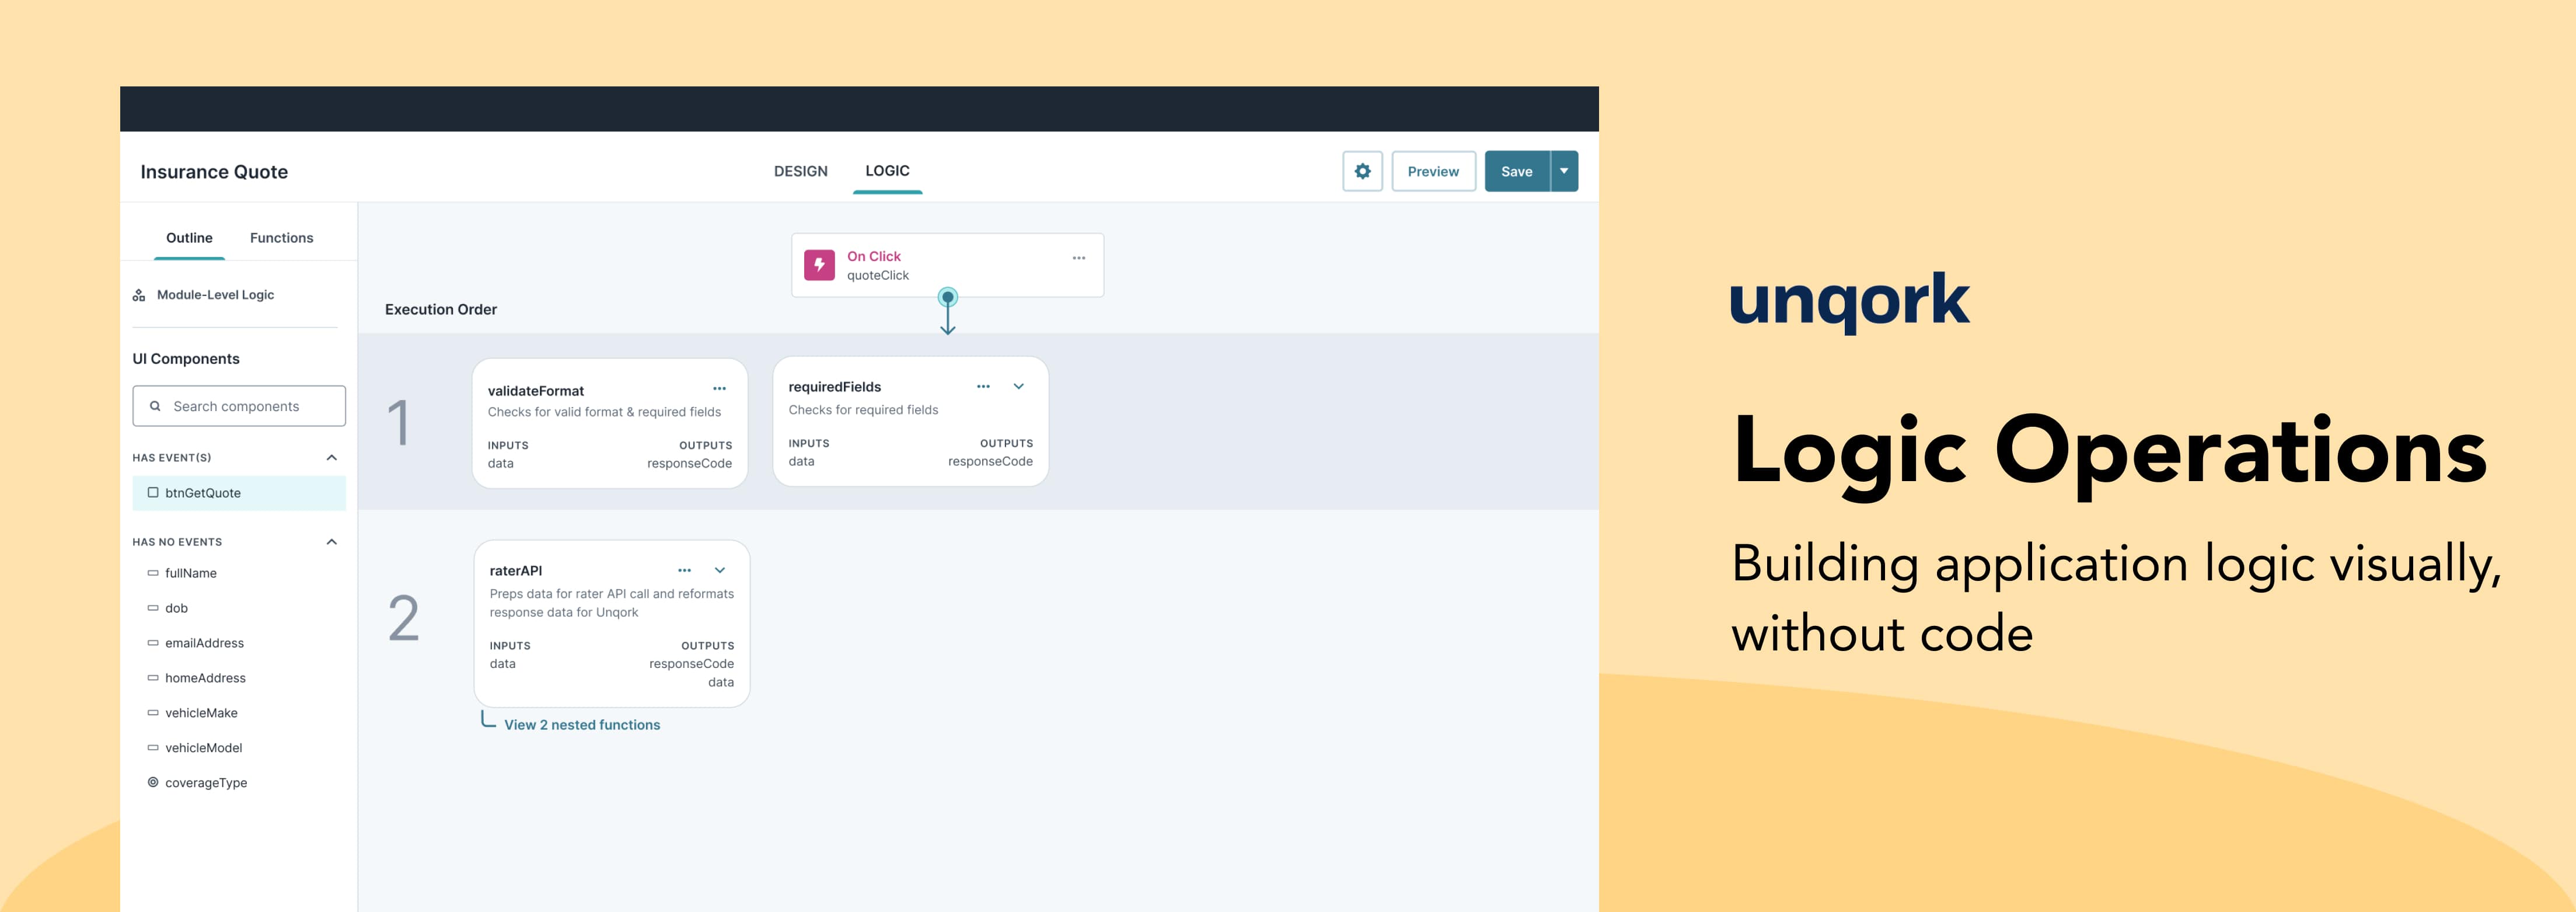 Insurance Quote
DESIGN
LOGIC
Preview
Save
Outline
Functions
Module-Level Logic
UI Components
Search components
HAS EVENT(S)
btnGetQuote
HAS NO EVENTS
fullName
dob
emailAddress
homeAddress
vehicleMake
vehicleModel
coverageType
On Click
quoteClick
Execution Order
1
validateFormat
Checks for valid format & required fields
INPUTS
OUTPUTS
data
responseCode
requiredFields
Checks for required fields
INPUTS
OUTPUTS
data
responseCode
2
raterAPI
Preps data for rater API call and reformats
response data for Unqork
INPUTS
OUTPUTS
data
responseCode
data
View 2 nested functions
unqork
Logic Operations
Building application logic visually,
without code